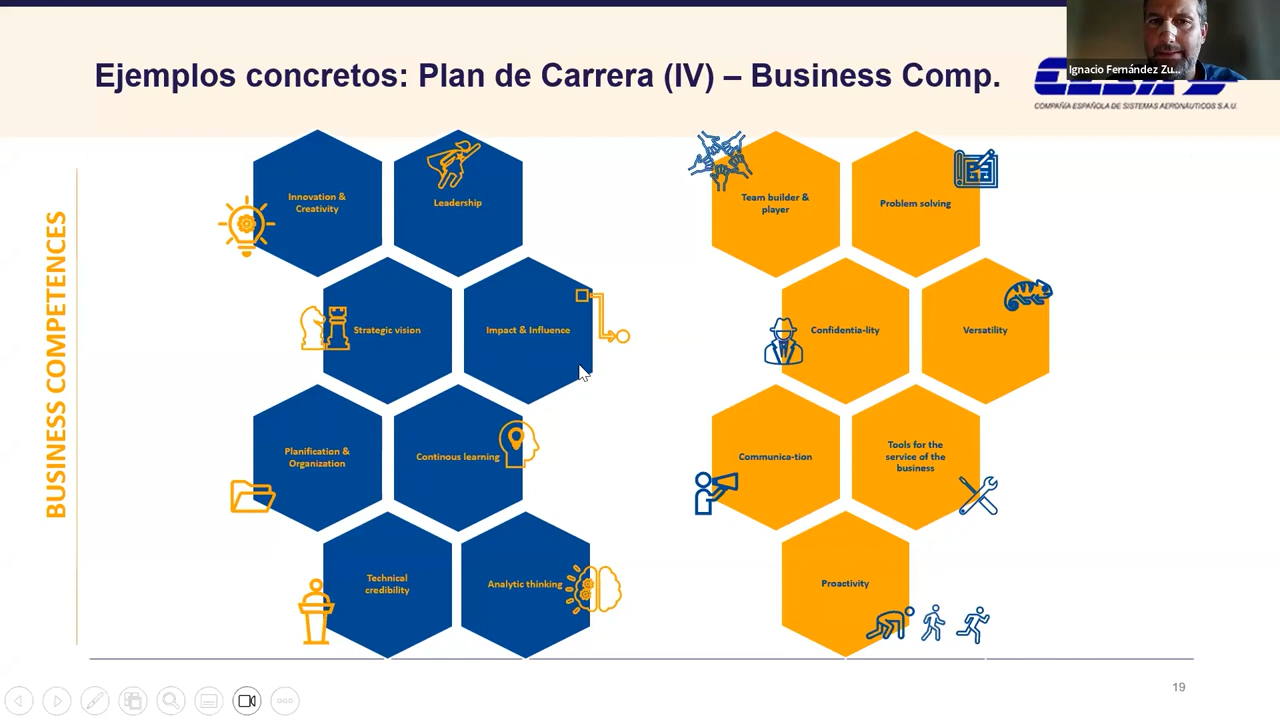 Ejemplos concretos: Plan de Carrera (IV) – Business Comp.
Ignacio Fernández Zu...
COMPAÑÍA ESPAÑOLA DE SISTEMAS AERONÁUTICOS S.A.U.
BUSINESS COMPETENCES
Innovation &
Creativity
Leadership
Strategic vision
Impact & Influence
Planification &
Organization
Continous learning
Technical
credibility
Analytic thinking
Team builder &
player
Problem solving
Confidentia-lity
Versatility
Communica-tion
Tools for the
service of the
business
Proactivity
19